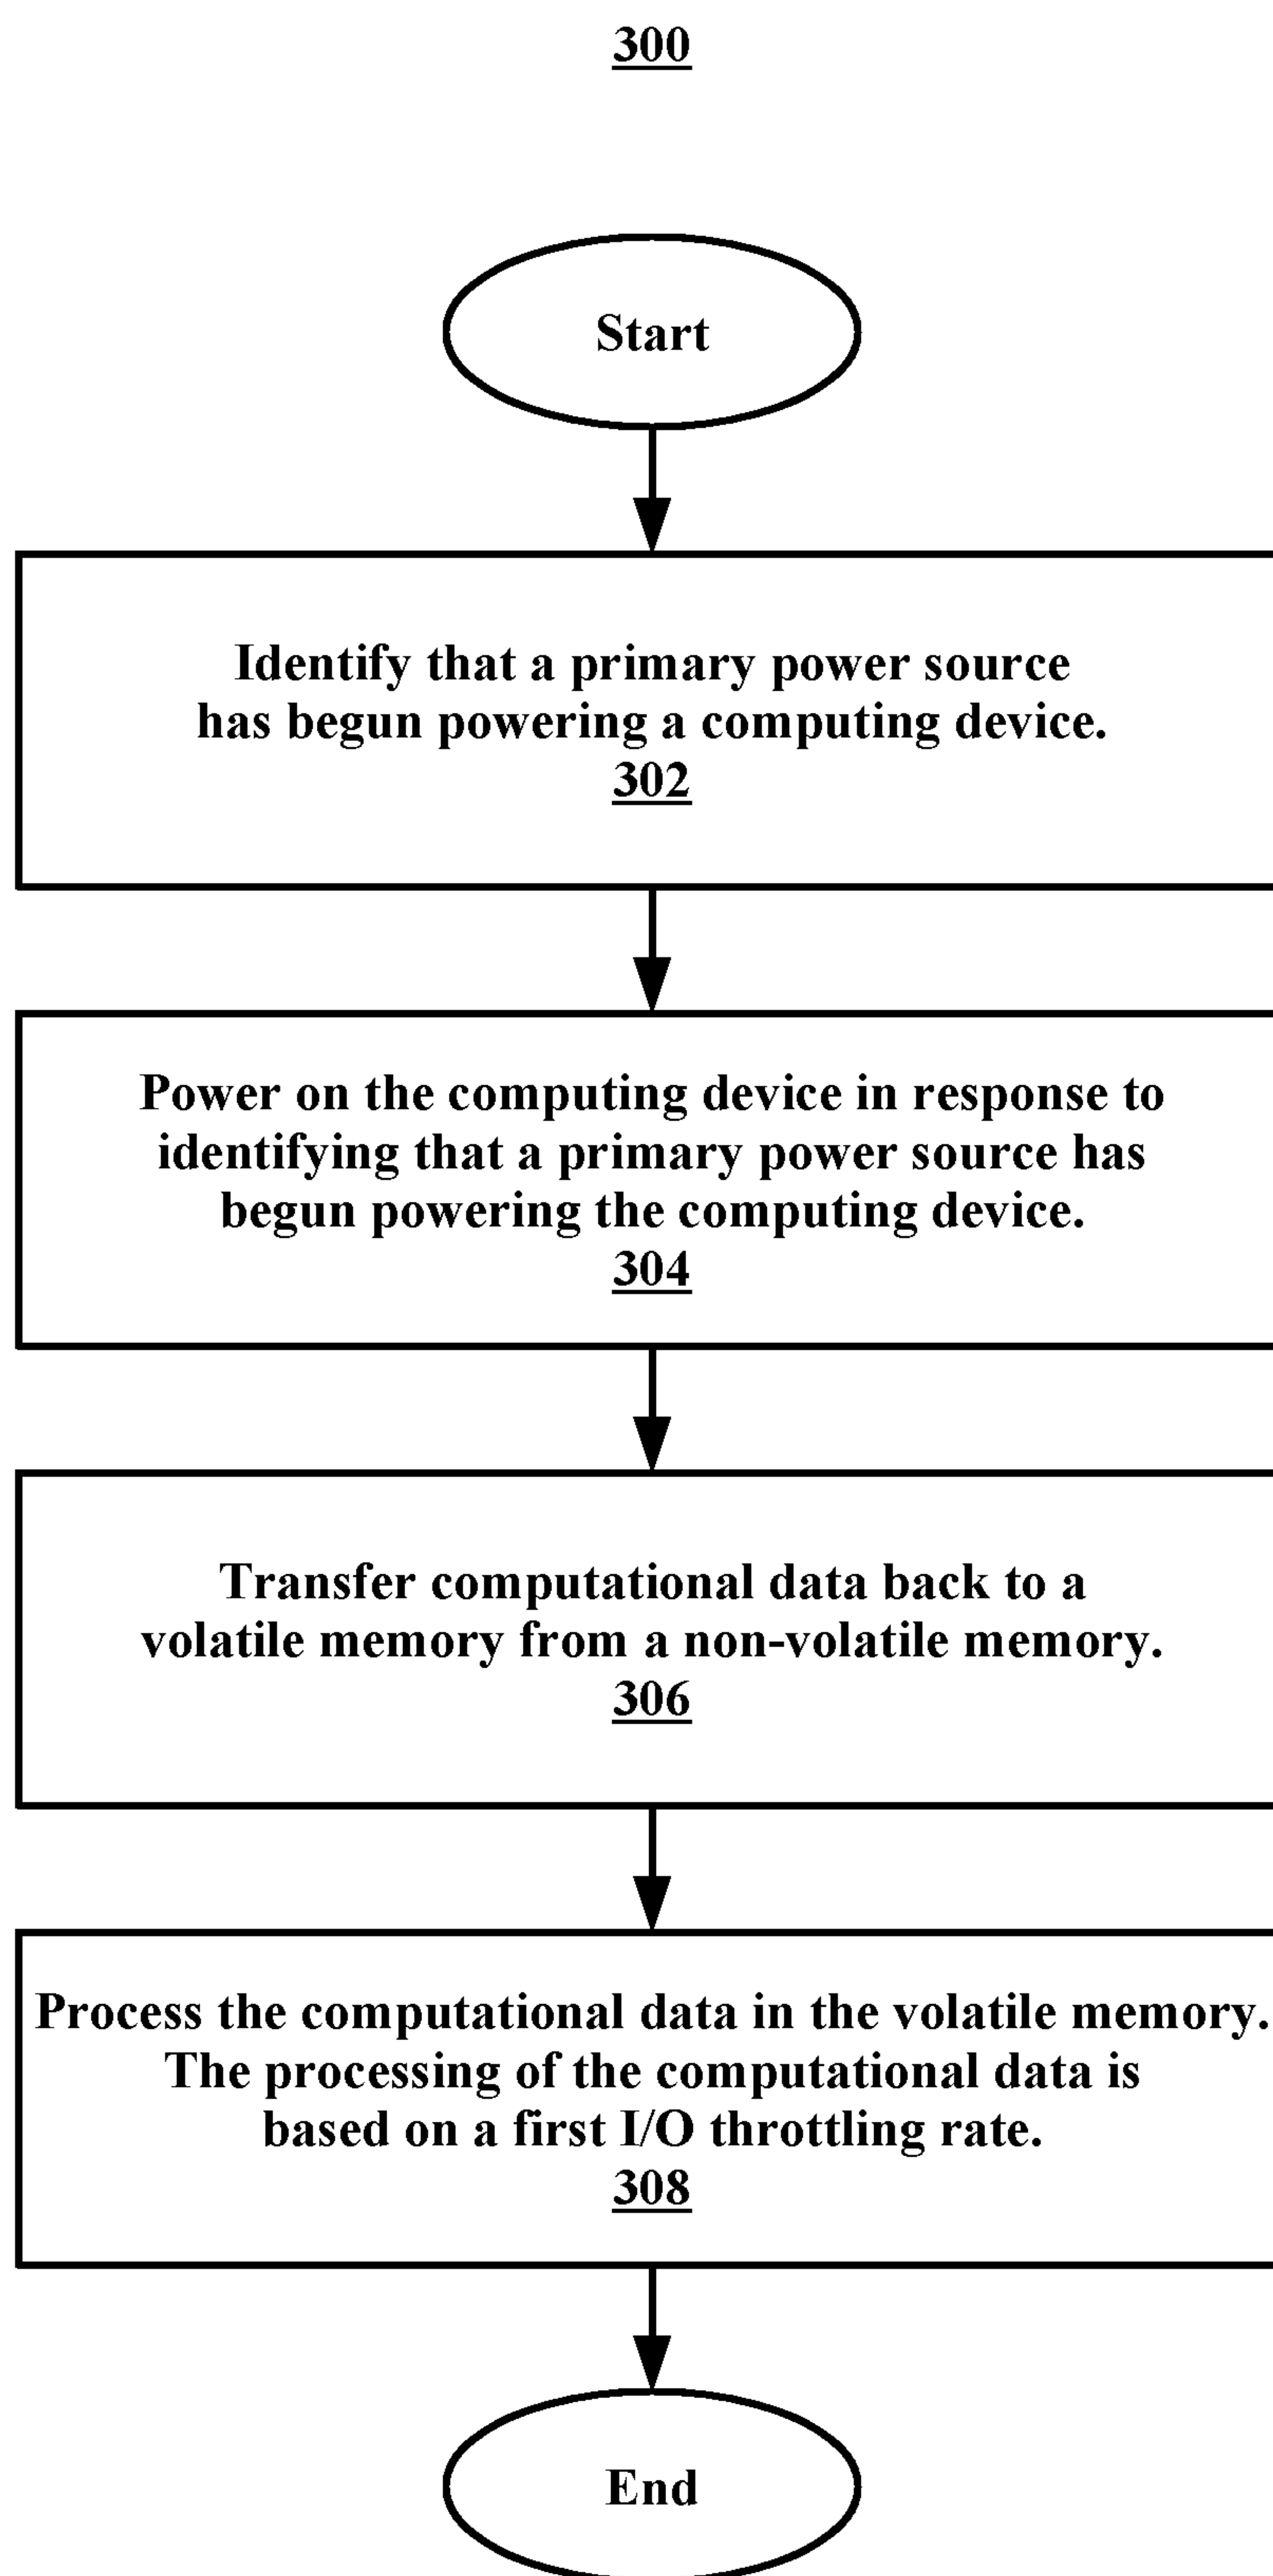 300
Start
Identify that a primary power source
has begun powering a computing device.
302
Power on the computing device in response to
identifying that a primary power source has
begun powering the computing device.
304
Transfer computational data back to a
volatile memory from a non-volatile memory.
306
Process the computational data in the volatile memory.
The processing of the computational data is
based on a first I/O throttling rate.
308
End